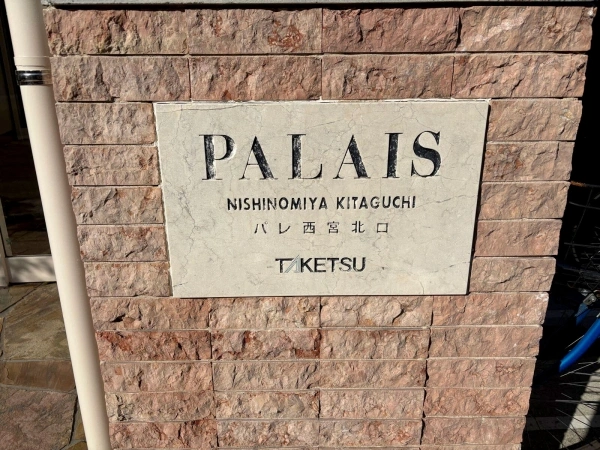 PALAIS
NISHINOMIYA KITAGUCHI
パレ西宮北口
TAKETSU